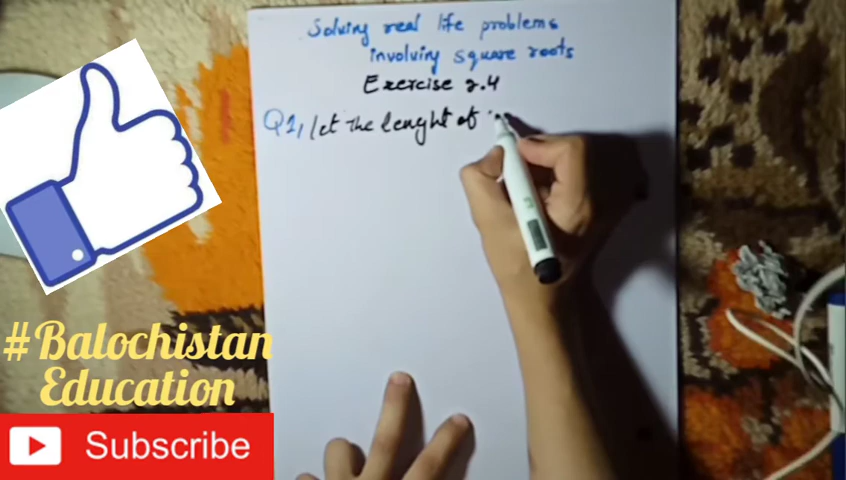 Solving real life problems
involving square roots
Exercise 2.4
Q1, let the lenght of
#Balochistan
Education
Subscribe